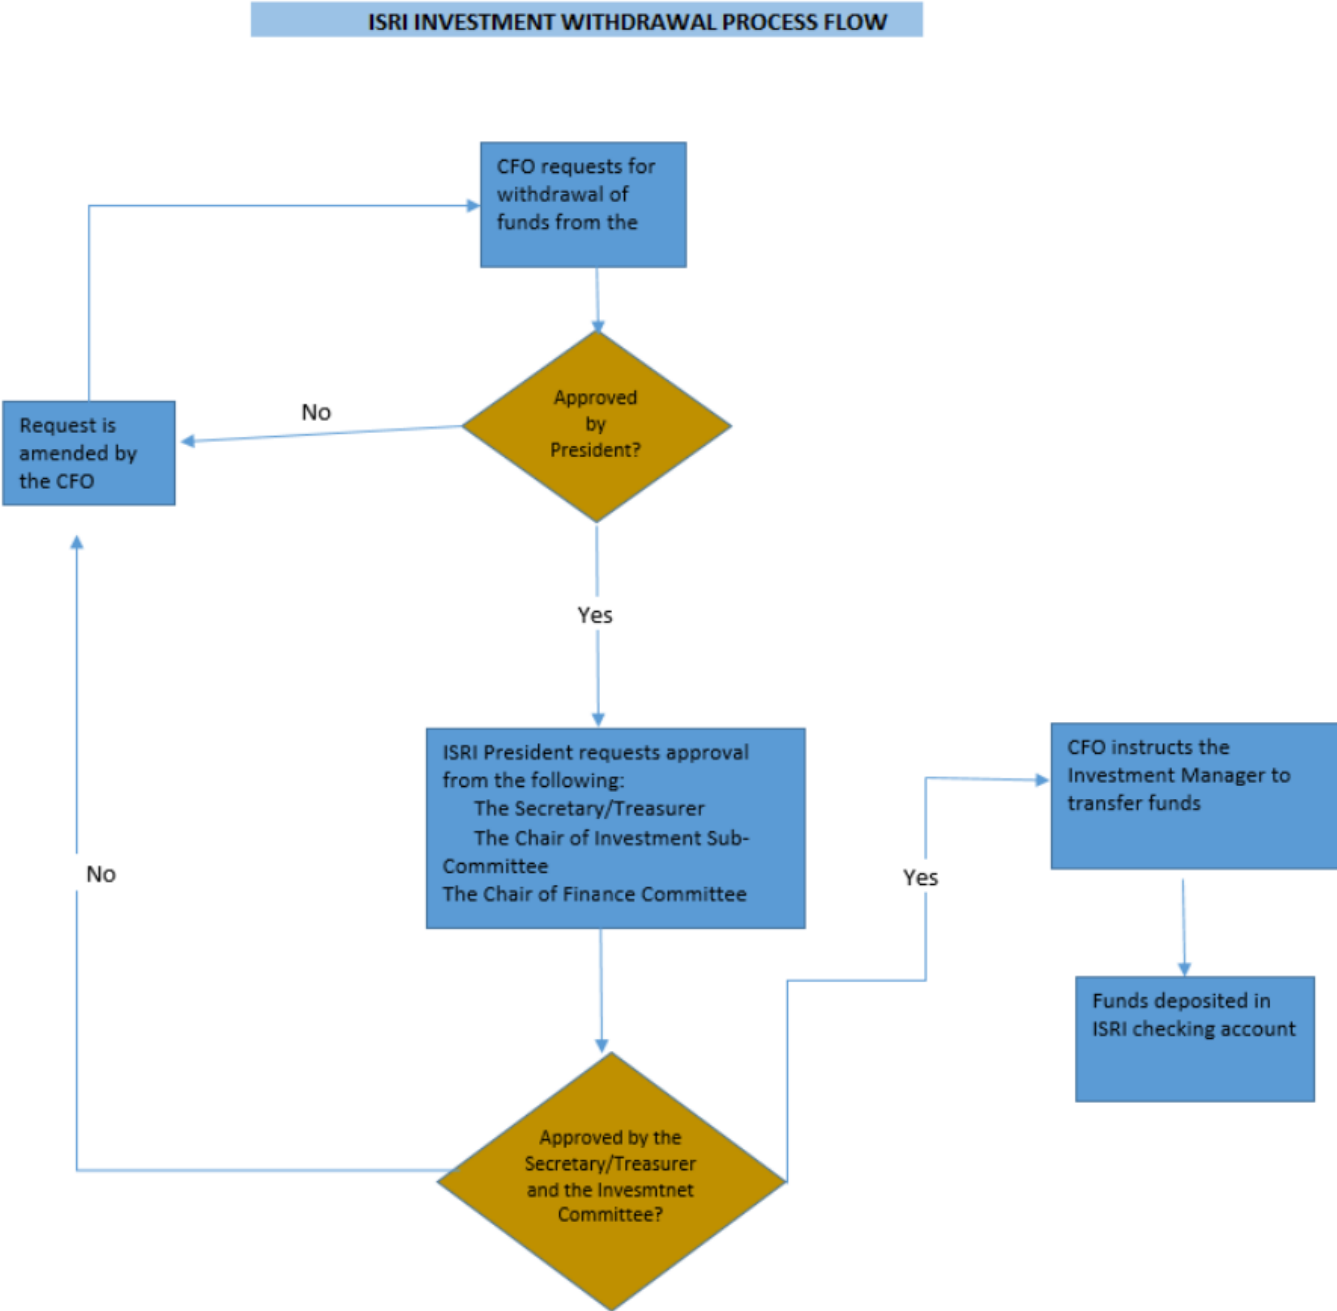 ISRI INVESTMENT WITHDRAWAL PROCESS FLOW
CFO requests for
withdrawal of
funds from the
Approved
by
President?
No
Request is
amended by
the CFO
Yes
ISRI President requests approval
from the following:
The Secretary/Treasurer
The Chair of Investment Sub-
Committee
The Chair of Finance Committee
No
Yes
CFO instructs the
Investment Manager to
transfer funds
Funds deposited in
ISRI checking account
Approved by the
Secretary/Treasurer
and the Invesmtnet
Committee?